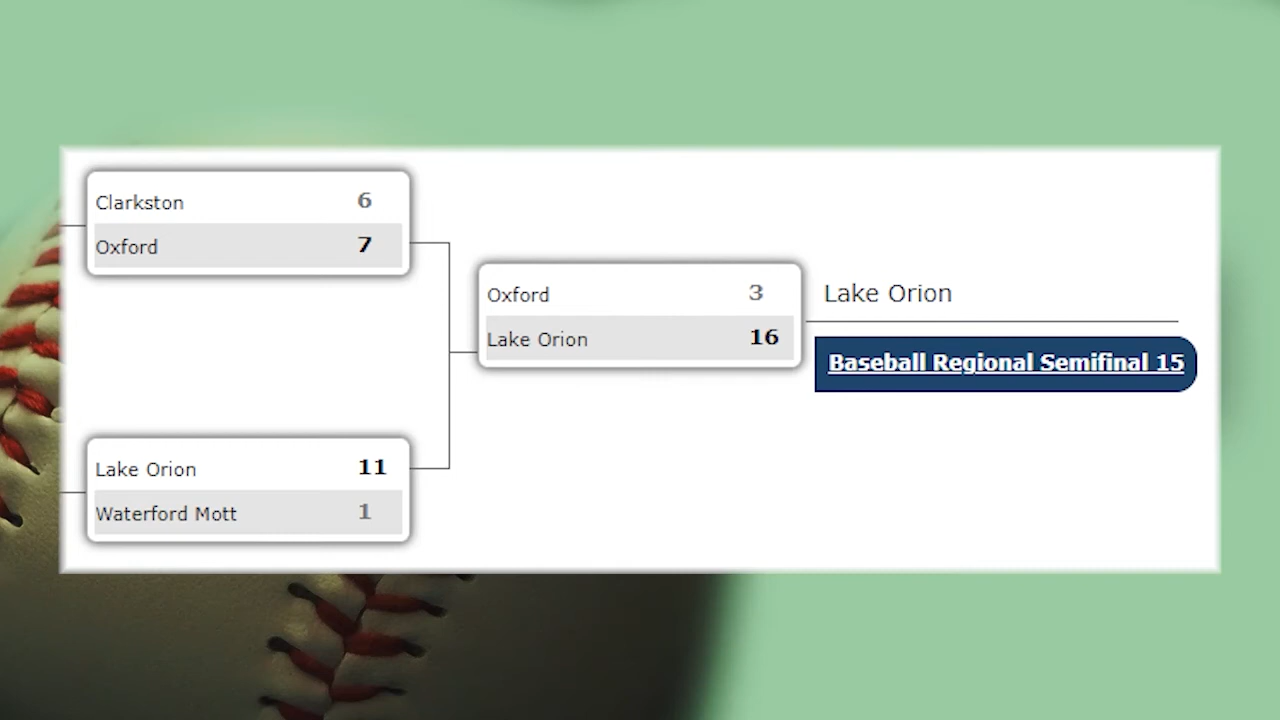 Clarkston 6
Oxford 7
Oxford 3
Lake Orion 16
Lake Orion
Baseball Regional Semifinal 15
Lake Orion 11
Waterford Mott 1